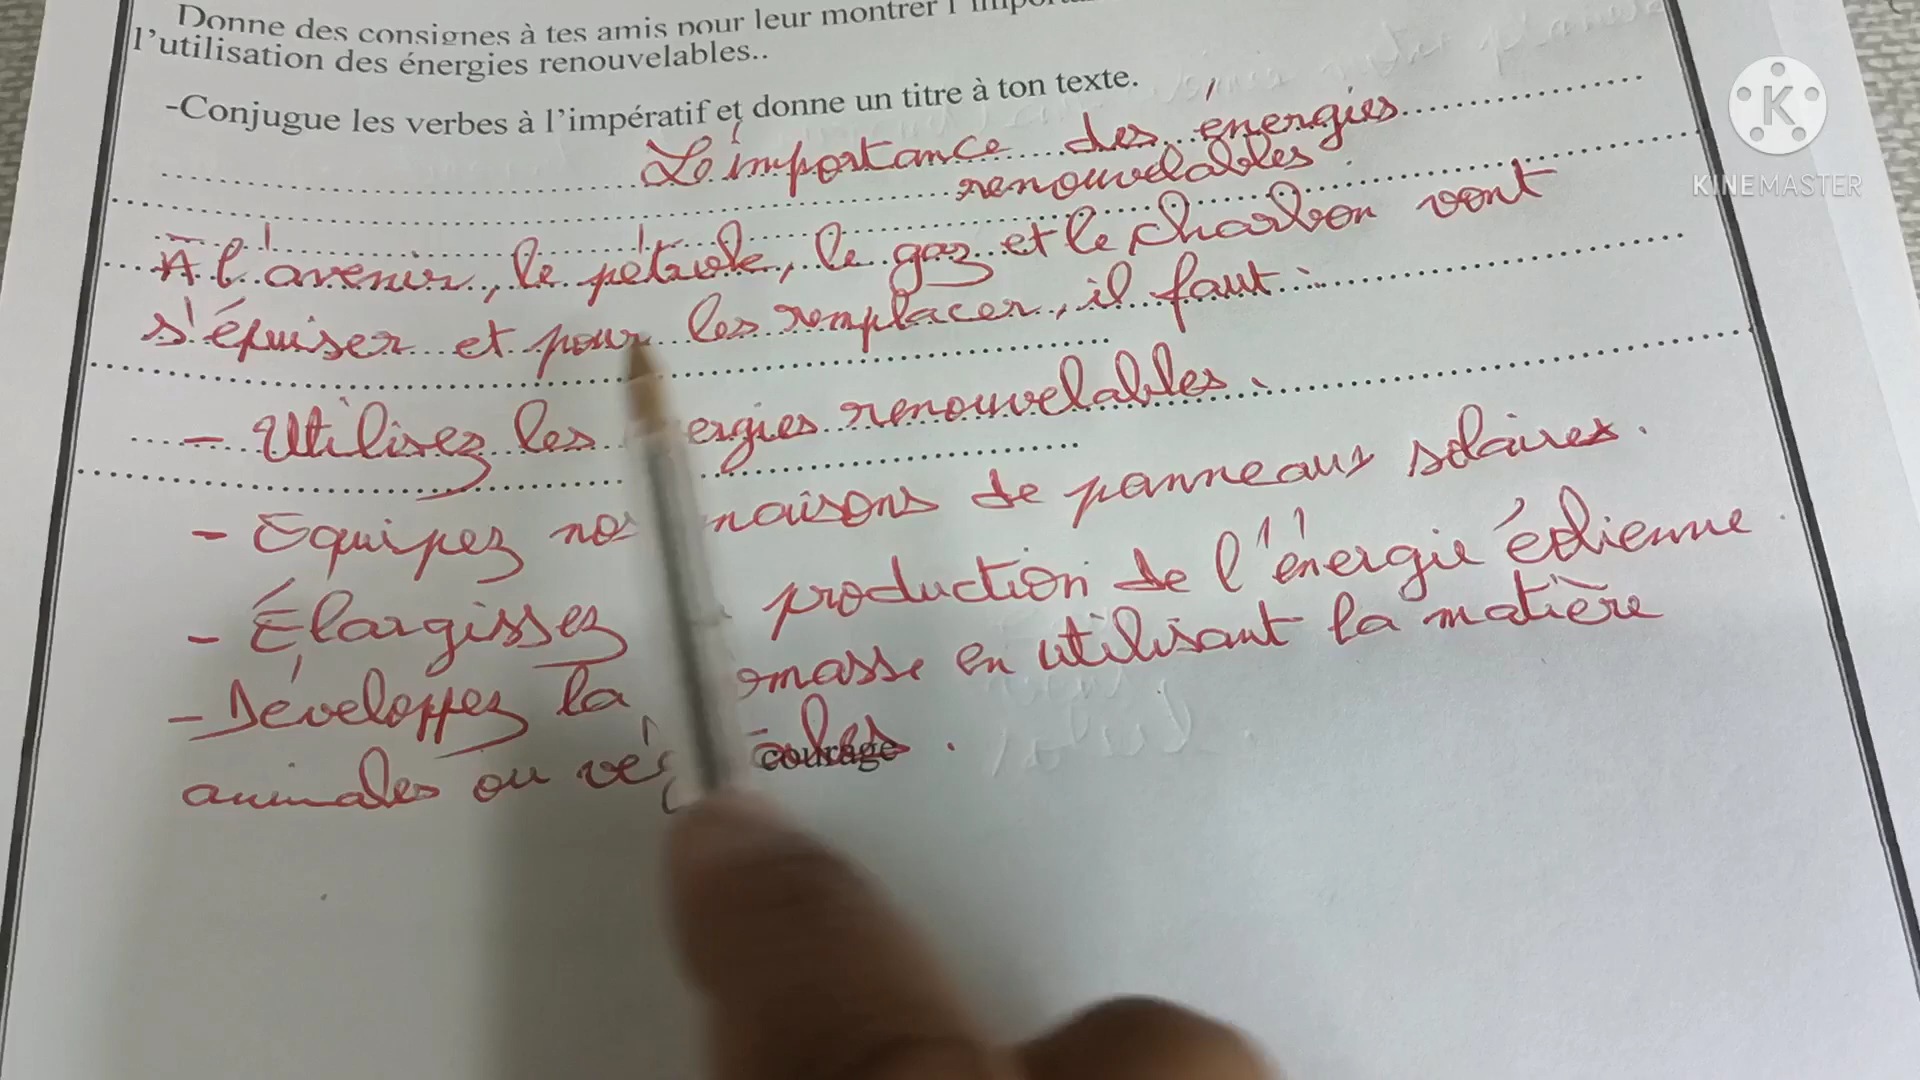 Donne des consignes à tes amis pour leur montrer l'
l'utilisation des énergies renouvelables..
-Conjugue les verbes à l'impératif et donne un titre à ton texte.
L'importance des énergies
renouvelables
A l'avenir, le pétrole, le gaz et le charbon vont
s'épuiser et pour les remplacer, il faut :
- Utilisez les ergies renouvelables.
- Equipez nos maisons de panneaux solaires.
- Élargissez production de l'énergie éolienne
- Développez la masse en utilisant la matière
animales ou
courage
KINEMASTER